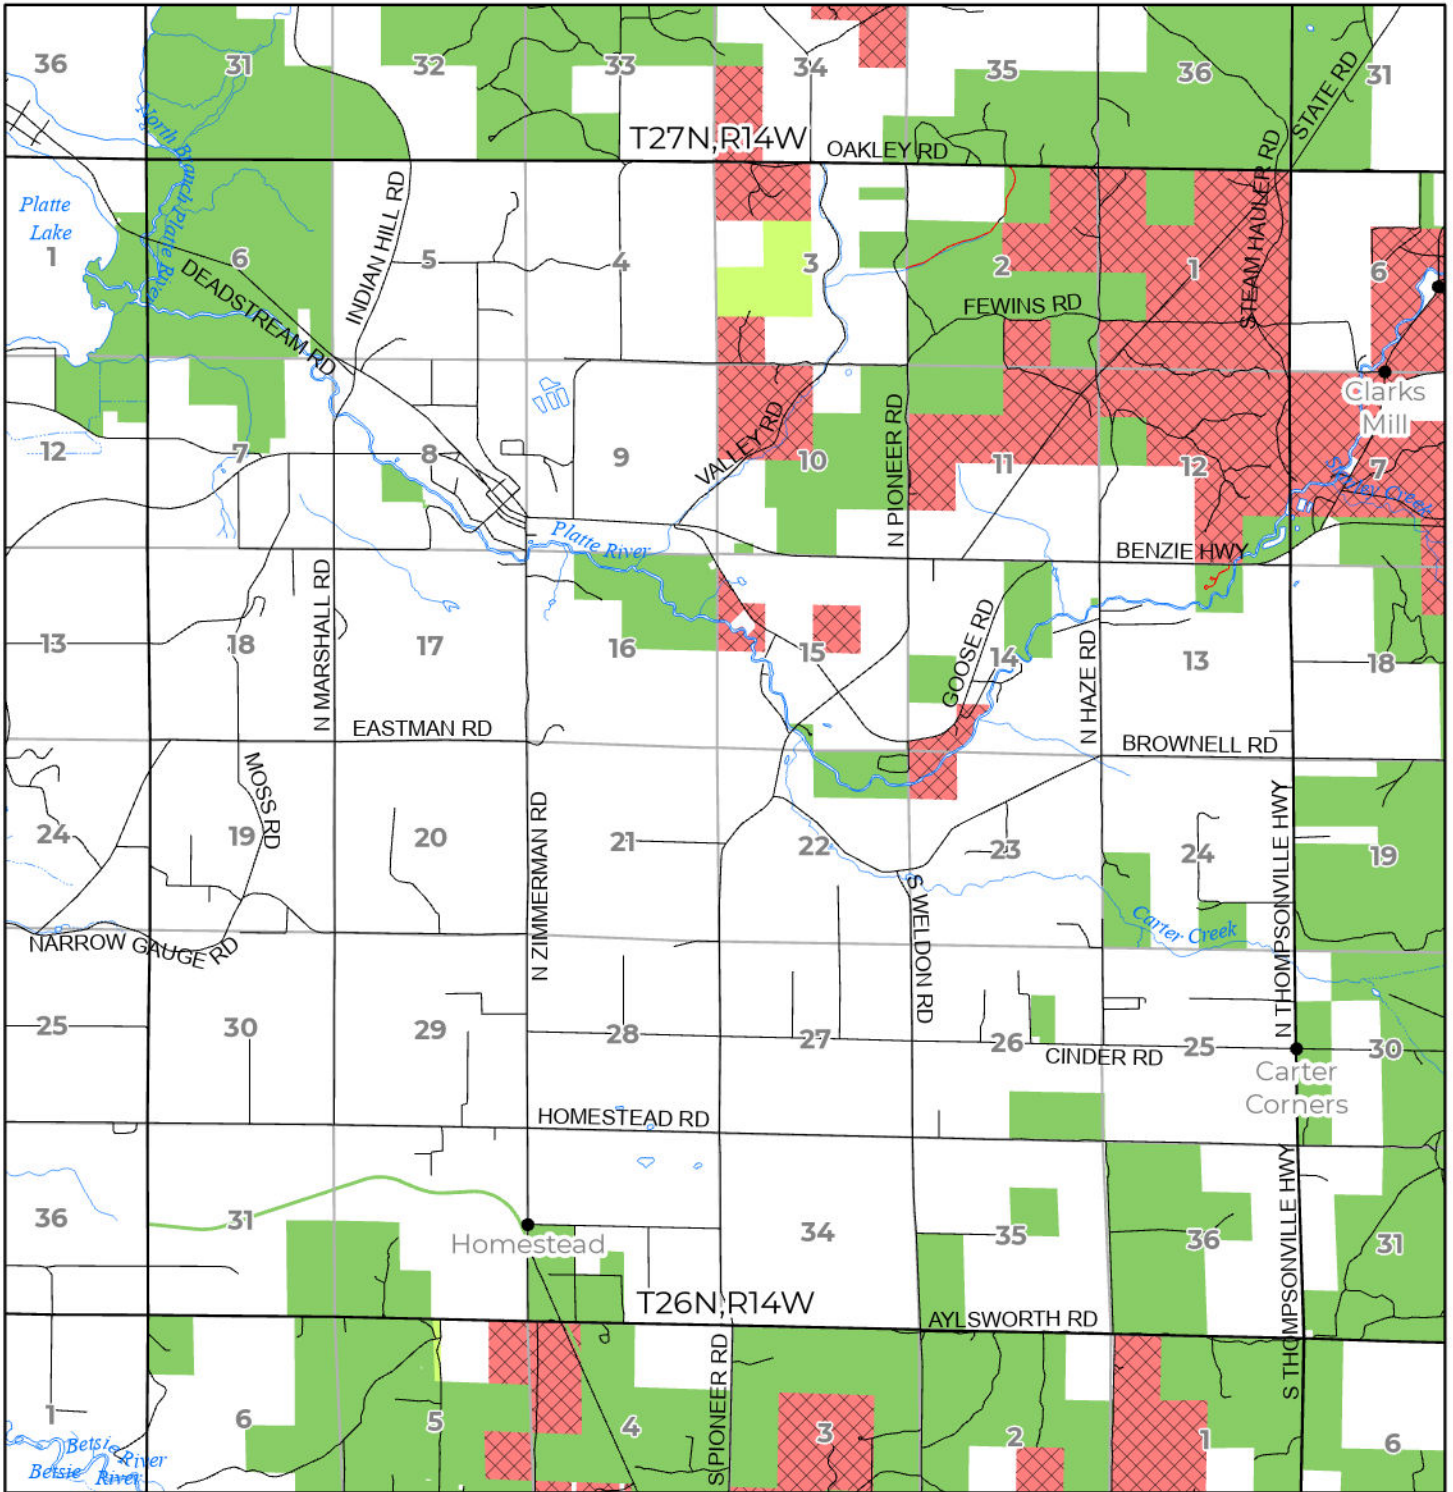 36
31
32
33
34
35
36
31
STATE RD
North Branch Platte River
T27N,R14W
OAKLEY RD
STEAM HAULER RD
Platte
Lake
INDIAN HILL RD
1
6
5
4
3
2
1
6
DEADSTREAM RD
FEWINS RD
Clarks
Mill
N PIONEER RD
VALLEY RD
12
7
8
9
10
11
12
7
Stanley Creek
Platte River
BENZIE HWY
N MARSHALL RD
GOOSE RD
13
18
17
16
15
14
13
18
N HAZE RD
EASTMAN RD
BROWNELL RD
MOSS RD
N ZIMMERMAN RD
N THOMPSONVILLE HWY
24
19
20
21
22
23
24
19
S WELDON RD
Carter Creek
NARROW GAUGE RD
25
30
29
28
27
26
25
30
CINDER RD
Carter
Corners
HOMESTEAD RD
S THOMPSONVILLE HWY
36
31
34
35
36
31
Homestead
T26N,R14W
AYLSWORTH RD
S PIONEER RD
1
6
5
4
3
2
1
6
Betsie River
Betsie River